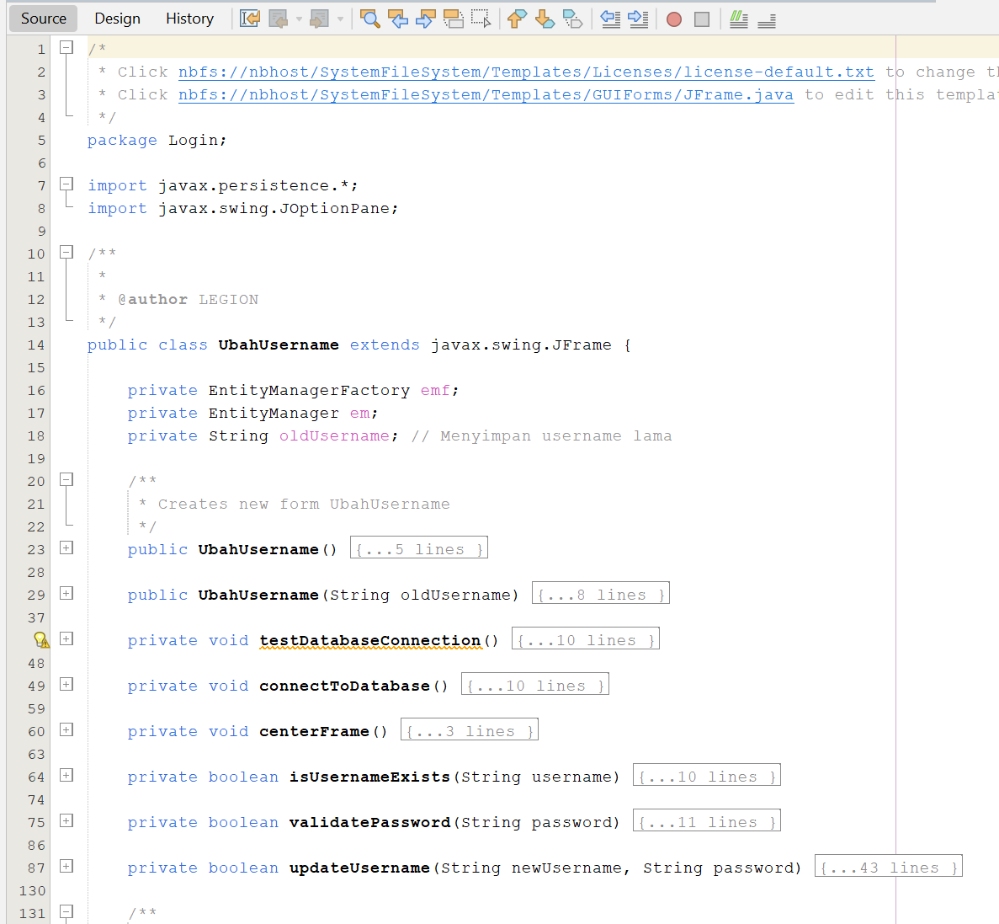 Source Design History
1 /*
2 * Click nbfs://nbhost/SystemFileSystem/Templates/Licenses/license-default.txt to change
3 * Click nbfs://nbhost/SystemFileSystem/Templates/GUIForms/JFrame.java to edit this
4 */
5 package Login;
6
7 import javax.persistence.*;
8 import javax.swing.JOptionPane;
9
10 /**
11 *
12 * @author LEGION
13 */
14 public class UbahUsername extends javax.swing.JFrame {
15
16 private EntityManagerFactory emf;
17 private EntityManager em;
18 private String oldUsername; // Menyimpan username lama
19
20 /**
21 * Creates new form UbahUsername
22 */
23 public UbahUsername() {...5 lines }
28
29 public UbahUsername(String oldUsername) {...8 lines }
37
private void testDatabaseConnection() {...10 lines }
48
49 private void connectToDatabase() {...10 lines }
59
60 private void centerFrame() {...3 lines }
63
64 private boolean isUsernameExists(String username) {...10 lines }
74
75 private boolean validatePassword(String password) {...11 lines }
86
87 private boolean updateUsername(String newUsername, String password) {...43 lines }
130
131 /**